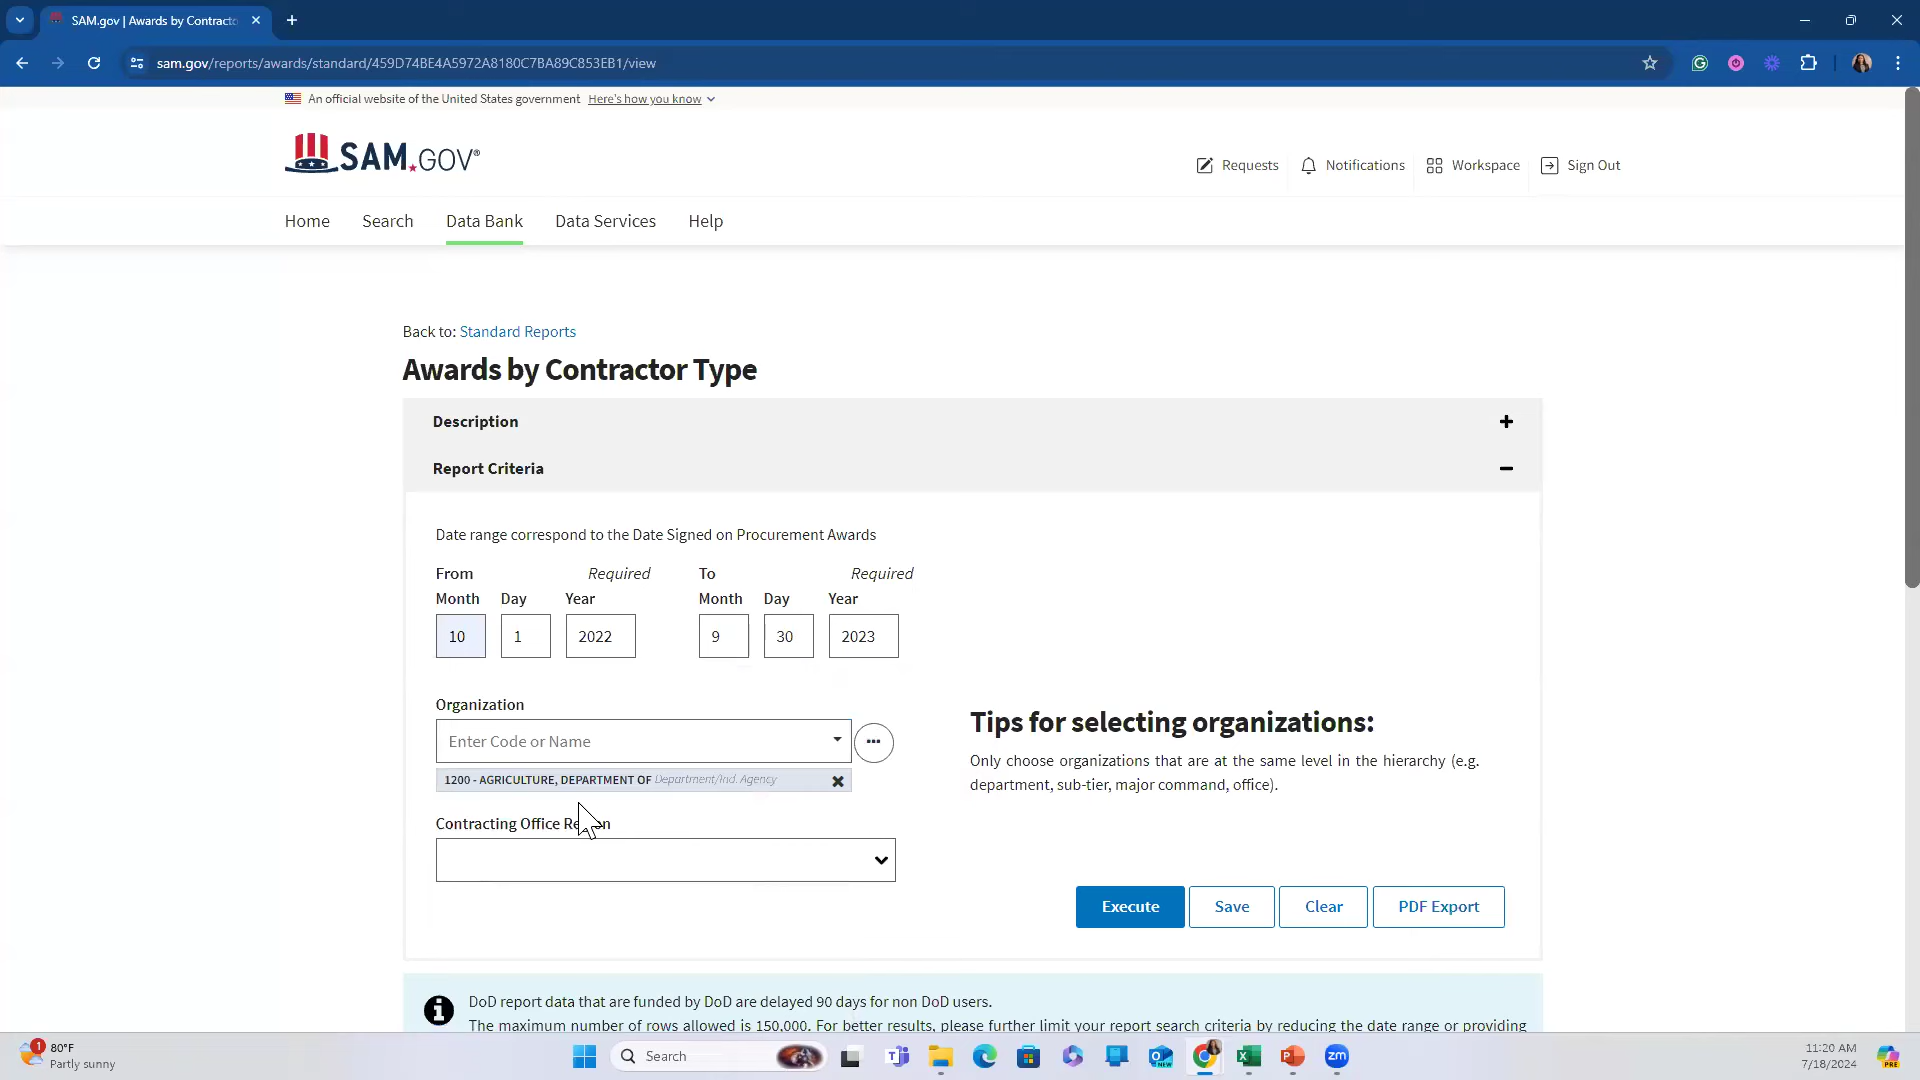 SAM.gov | Awards by Contracto
sam.gov/reports/awards/standard/459D74BE4A5972A8180C7BA89C853EB1/view
An official website of the United States government Here's how you know
SAM.GOV®
Requests Notifications Workspace Sign Out
Home Search Data Bank Data Services Help
Back to: Standard Reports
Awards by Contractor Type
Description
Report Criteria
Date range correspond to the Date Signed on Procurement Awards
From Required To Required
Month Day Year Month Day Year
10 1 2022 9 30 2023
Organization
Enter Code or Name
1200 - AGRICULTURE, DEPARTMENT OF Department/Ind. Agency
Tips for selecting organizations:
Only choose organizations that are at the same level in the hierarchy (e.g.
department, sub-tier, major command, office).
Contracting Office Region
Execute Save Clear PDF Export
DoD report data that are funded by DoD are delayed 90 days for non DoD users.
The maximum number of rows allowed is 150,000. For better results, please further limit your report search criteria by reducing the date range or providing
1 80°F
Partly sunny
Search
NEW
zm
11:20 AM
7/18/2024
PRE